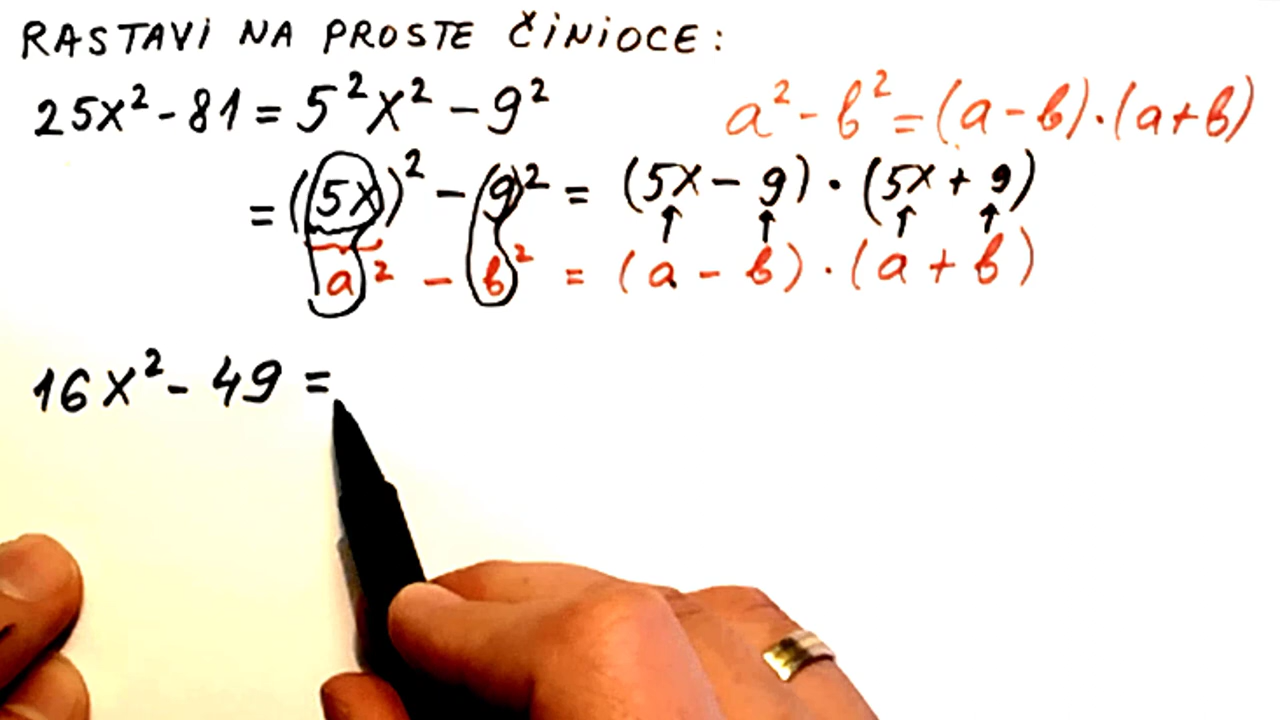 RASTAVI NA PROSTE ČINIOCE:
25x² - 81 = 5²x² - 9²
a² - b² = (a - b)·(a + b)
= (5x)² - (9)² = (5x - 9) · (5x + 9)
a² - b² = (a - b) · (a + b)
16x² - 49 =